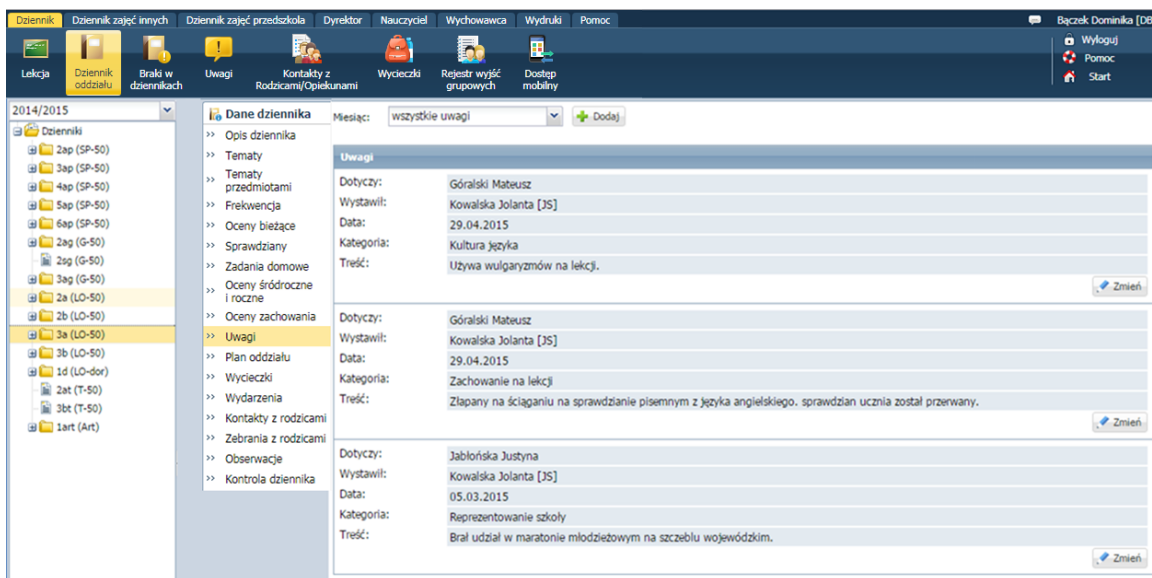 Dziennik Dziennik zajęć innych Dziennik zajęć przedszkola Dyrektor Nauczyciel Wychowawca Wydruki Pomoc Bączek Dominika [DB
Wyloguj
Pomoc
Start
Lekcja
Dziennik oddziału
Braki w dziennikach
Uwagi
Kontakty z Rodzicami/Opiekunami
Wycieczki
Rejestr wyjść grupowych
Dostęp mobilny
2014/2015
Dzienniki
2ap (SP-50)
3ap (SP-50)
4ap (SP-50)
5ap (SP-50)
6ap (SP-50)
2ag (G-50)
2sg (G-50)
3ag (G-50)
2a (LO-50)
2b (LO-50)
3a (LO-50)
3b (LO-50)
1d (LO-dor)
2at (T-50)
3bt (T-50)
1art (Art)
Dane dziennika
>> Opis dziennika
>> Tematy
>> Tematy przedmiotami
>> Frekwencja
>> Oceny bieżące
>> Sprawdziany
>> Zadania domowe
>> Oceny śródroczne i roczne
>> Oceny zachowania
>> Uwagi
>> Plan oddziału
>> Wycieczki
>> Wydarzenia
>> Kontakty z rodzicami
>> Zebrania z rodzicami
>> Obserwacje
>> Kontrola dziennika
Miesiąc: wszystkie uwagi Dodaj
Uwagi
Dotyczy: Góralski Mateusz
Wystawił: Kowalska Jolanta [JS]
Data: 29.04.2015
Kategoria: Kultura języka
Treść: Używa wulgaryzmów na lekcji.
Zmień
Dotyczy: Góralski Mateusz
Wystawił: Kowalska Jolanta [JS]
Data: 29.04.2015
Kategoria: Zachowanie na lekcji
Treść: Złapany na ściąganiu na sprawdzianie pisemnym z języka angielskiego. sprawdzian ucznia został przerwany.
Zmień
Dotyczy: Jabłońska Justyna
Wystawił: Kowalska Jolanta [JS]
Data: 05.03.2015
Kategoria: Reprezentowanie szkoły
Treść: Brał udział w maratonie młodzieżowym na szczeblu wojewódzkim.
Zmień